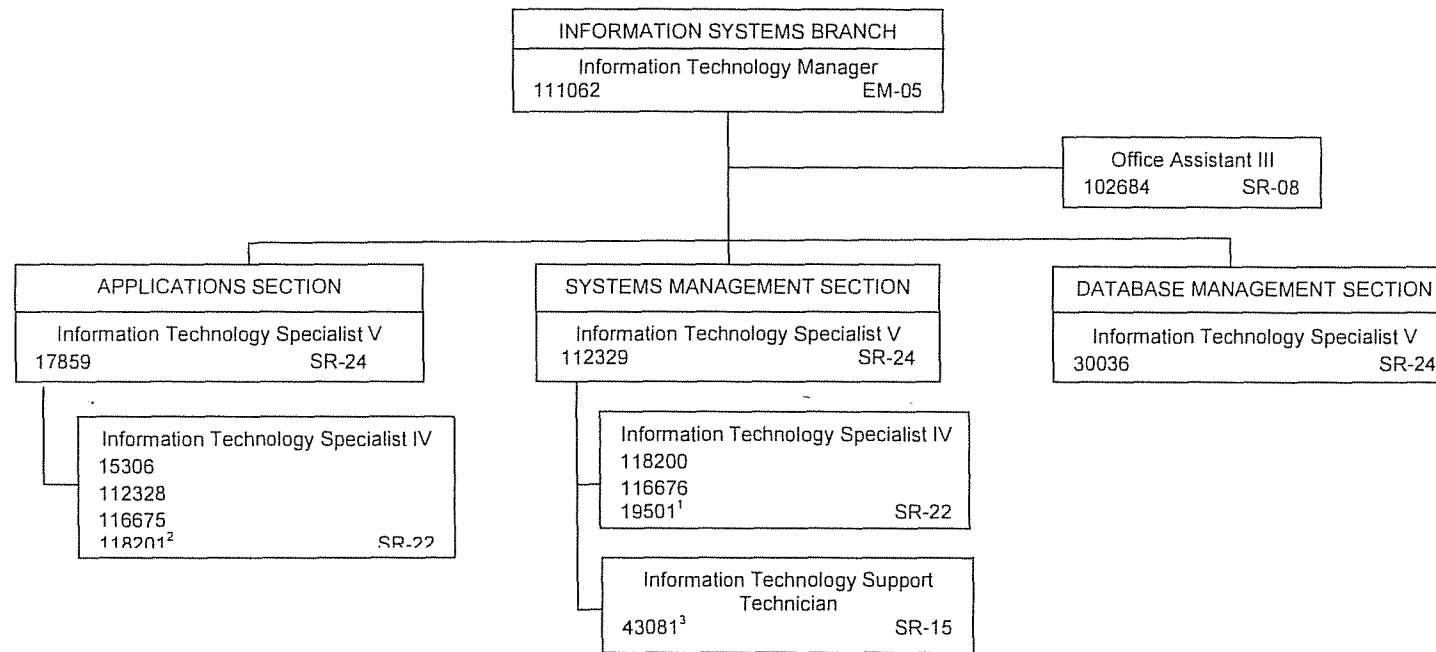 INFORMATION SYSTEMS BRANCH
Information Technology Manager
111062 EM-05
Office Assistant III
102684 SR-08
APPLICATIONS SECTION
Information Technology Specialist V
17859 SR-24
SYSTEMS MANAGEMENT SECTION
Information Technology Specialist V
112329 SR-24
DATABASE MANAGEMENT SECTION
Information Technology Specialist V
30036 SR-24
Information Technology Specialist IV
15306
112328
116675
118201² SR-22
Information Technology Specialist IV
118200
116676
19501¹ SR-22
Information Technology Support
Technician
43081³ SR-15